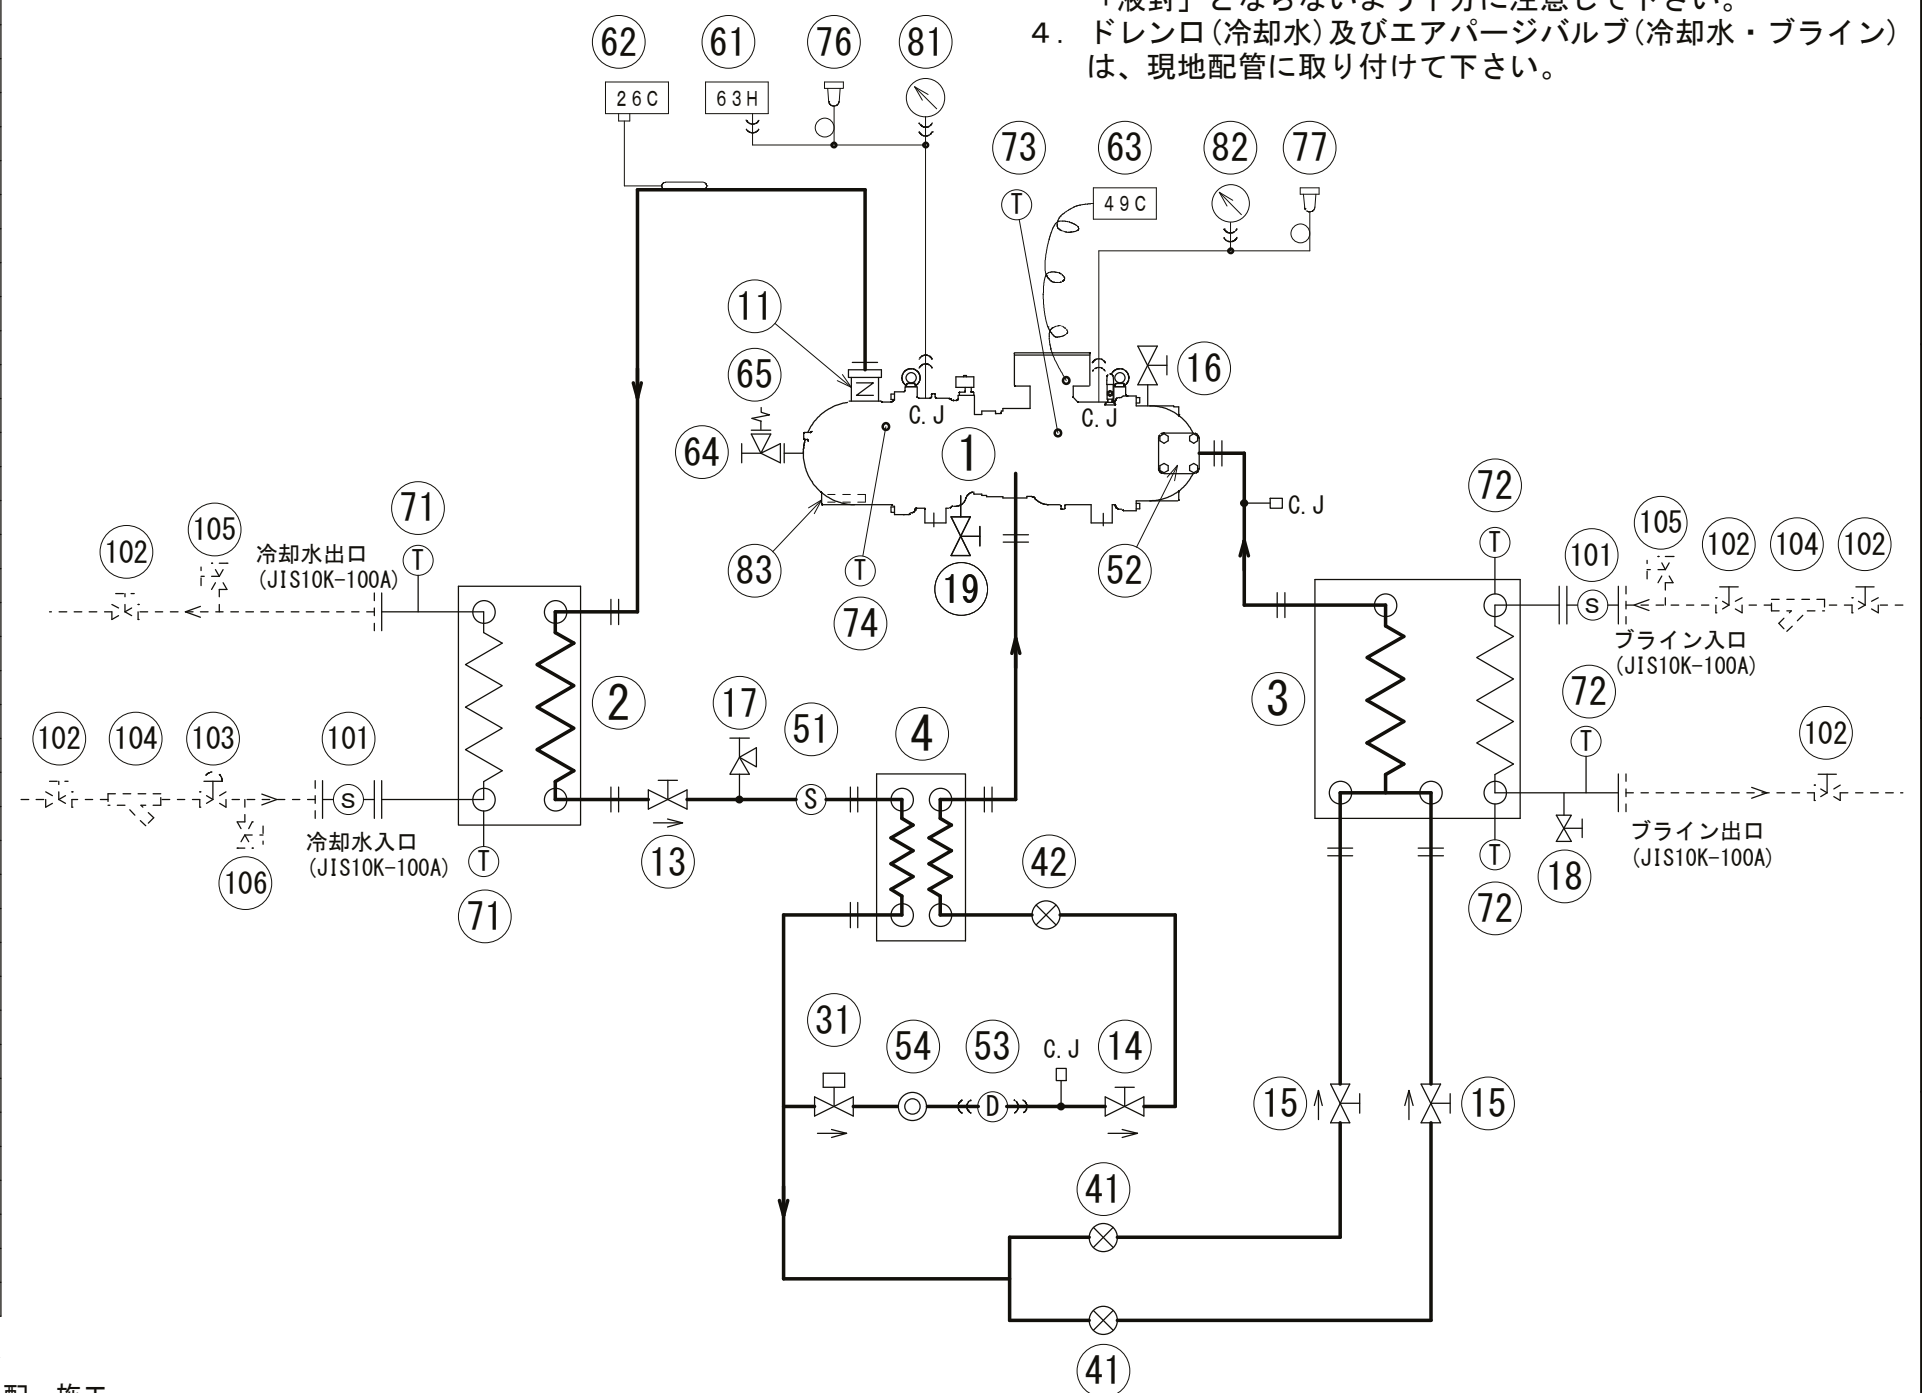 「液封」とならないよう十分に注意して下さい。
４．ドレン口(冷却水)及びエアパージバルブ(冷却水・ブライン)
は、現地配管に取り付けて下さい。
62 61 76 81
26C 63H
73 63 82 77
T 49C
11
65 16
C.J C.J
64 1
72
71 C.J
102 105 冷却水出口 T
(JIS10K-100A)
83 T 19 52
T 101 105 102 104 102
74
S
ブライン入口
(JIS10K-100A)
2 17 51 4 3 72
102 104 103 101
T 102
S S
冷却水入口
(JIS10K-100A)
ブライン出口
(JIS10K-100A)
106 T 13 42 T 18
71 72
31 54 53 C.J 14
D
15 15
41
41
配、施工